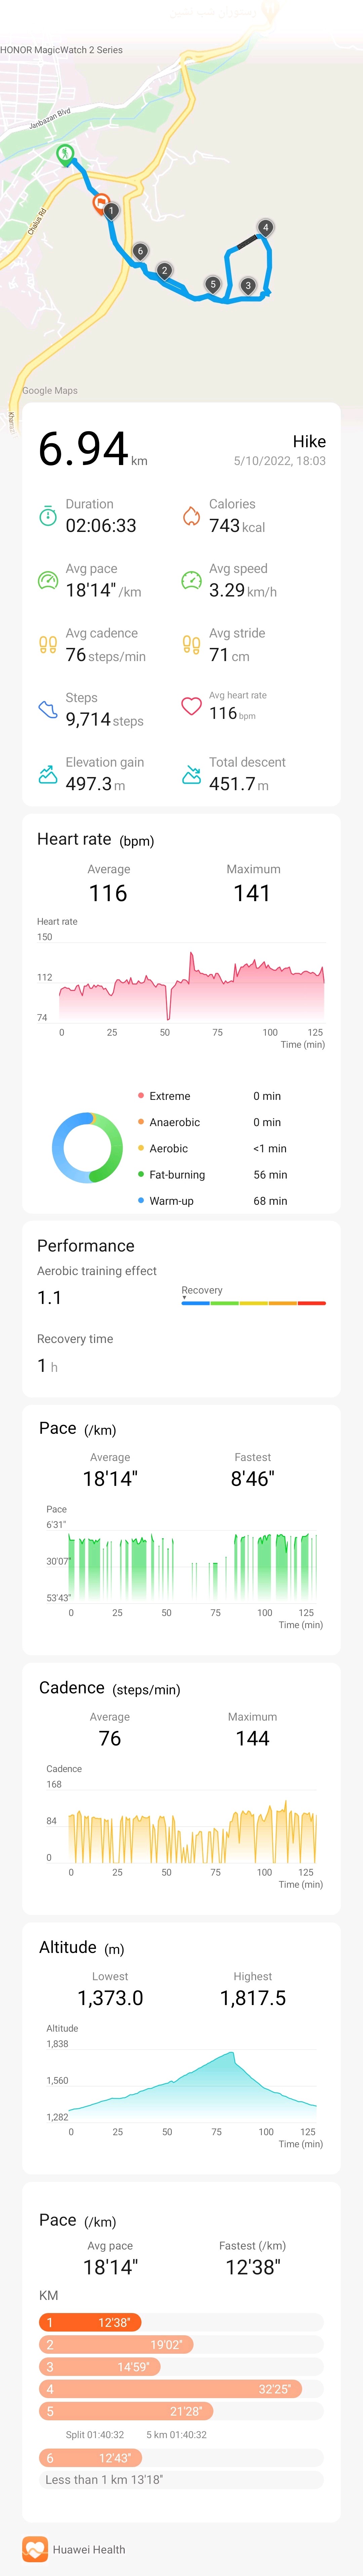 HONOR MagicWatch 2 Series
Janbazan Blvd
Chalus Rd
1
6
2
5
3
4
Google Maps
6.94 km
Hike
5/10/2022, 18:03
Duration
02:06:33
Calories
743 kcal
Avg pace
18'14" /km
Avg speed
3.29 km/h
Avg cadence
76 steps/min
Avg stride
71 cm
Steps
9,714 steps
Avg heart rate
116 bpm
Elevation gain
497.3 m
Total descent
451.7 m
Heart rate (bpm)
Average
116
Maximum
141
Heart rate
150
112
74
0 25 50 75 100 125
Time (min)
Extreme 0 min
Anaerobic 0 min
Aerobic <1 min
Fat-burning 56 min
Warm-up 68 min
Performance
Aerobic training effect
1.1
Recovery
Recovery time
1 h
Pace (/km)
Average
18'14"
Fastest
8'46"
Pace
6'31"
30'07"
53'43"
0 25 50 75 100 125
Time (min)
Cadence (steps/min)
Average
76
Maximum
144
Cadence
168
84
0
0 25 50 75 100 125
Time (min)
Altitude (m)
Lowest
1,373.0
Highest
1,817.5
Altitude
1,838
1,560
1,282
0 25 50 75 100 125
Time (min)
Pace (/km)
Avg pace
18'14"
Fastest (/km)
12'38"
KM
1 12'38"
2 19'02"
3 14'59"
4 32'25"
5 21'28"
Split 01:40:32 5 km 01:40:32
6 12'43"
Less than 1 km 13'18"
Huawei Health